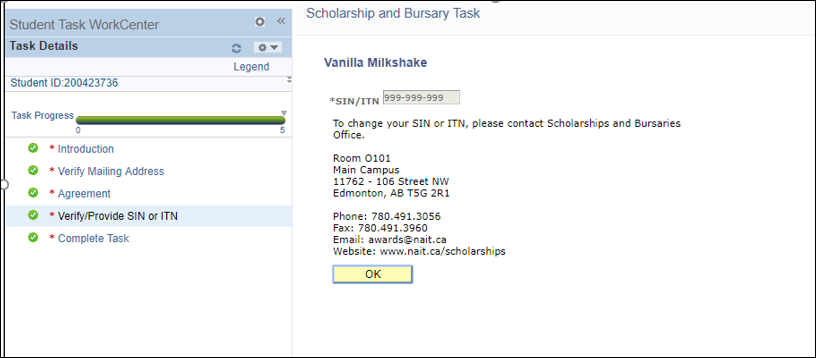 Student Task WorkCenter
Task Details
Legend
Student ID:200423736
Task Progress
0 5
* Introduction
* Verify Mailing Address
* Agreement
* Verify/Provide SIN or ITN
* Complete Task
Scholarship and Bursary Task
Vanilla Milkshake
*SIN/ITN 999-999-999
To change your SIN or ITN, please contact Scholarships and Bursaries
Office.
Room O101
Main Campus
11762 - 106 Street NW
Edmonton, AB T5G 2R1
Phone: 780.491.3056
Fax: 780.491.3960
Email: awards@nait.ca
Website: www.nait.ca/scholarships
OK